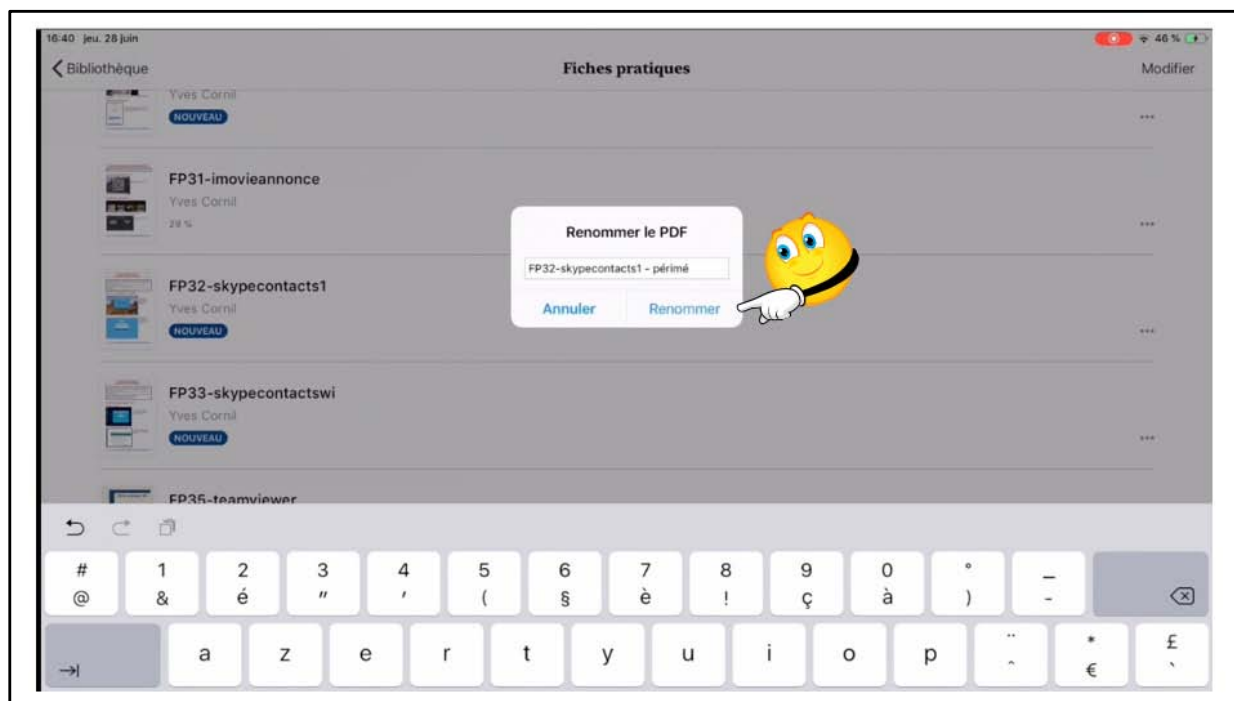 16:40 jeu. 28 juin
46 %
Bibliothèque
Fiches pratiques
Modifier
Yves Cornil
NOUVEAU
FP31-imovieannonce
Yves Cornil
28 %
FP32-skypecontacts1
Yves Cornil
NOUVEAU
FP33-skypecontactswi
Yves Cornil
NOUVEAU
FP35-teamviewer
Renommer le PDF
FP32-skypecontacts1 - périmé
Annuler Renommer
# 1 2 3 4 5 6 7 8 9 0 ° _
@ & é " ' ( § è ! ç à ) -
a z e r t y u i o p ¨ * £
^ € `